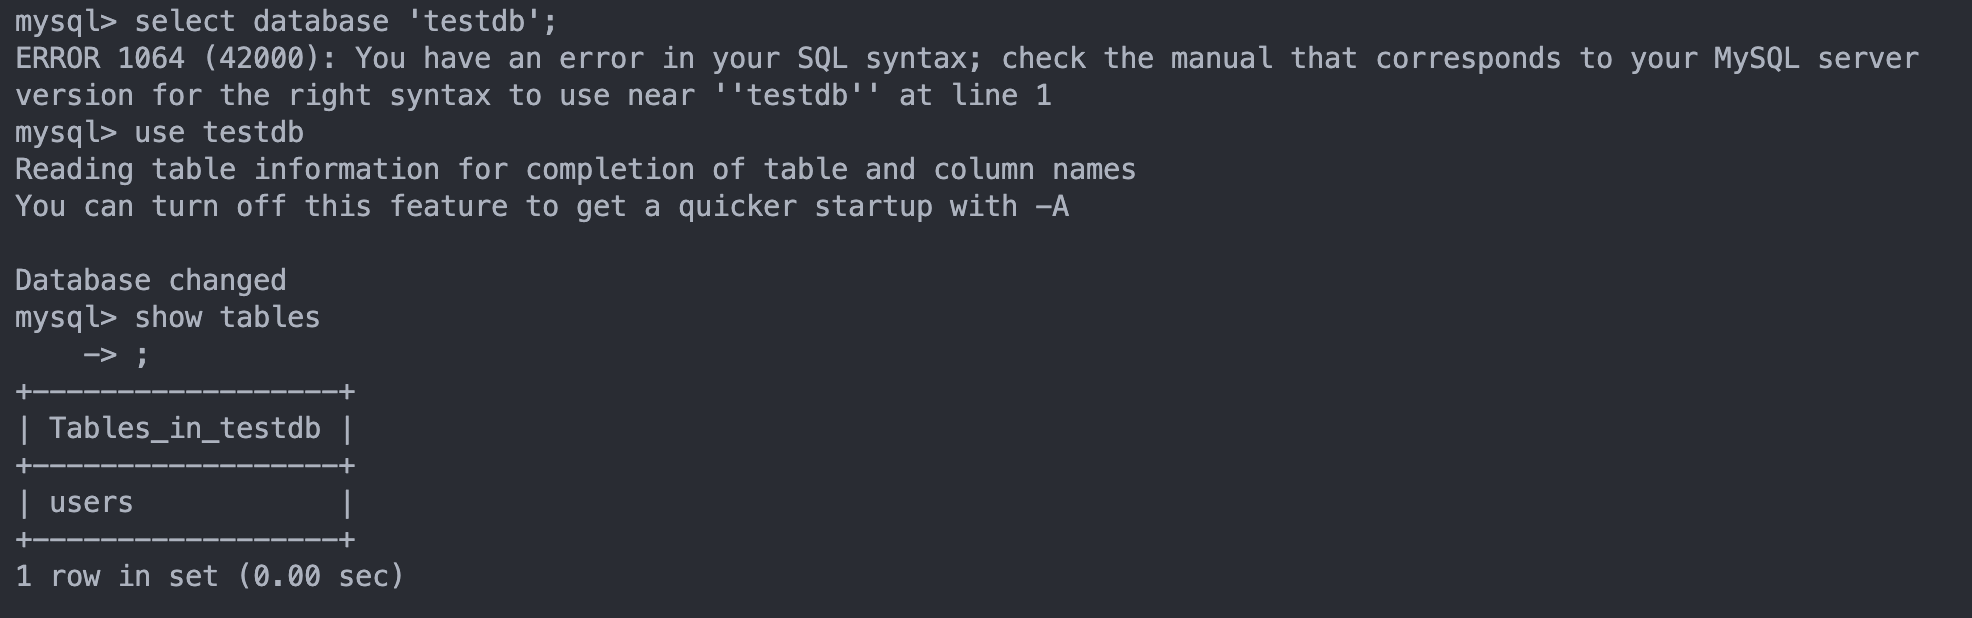 mysql> select database 'testdb';
ERROR 1064 (42000): You have an error in your SQL syntax; check the manual that corresponds to your MySQL server
version for the right syntax to use near ''testdb'' at line 1
mysql> use testdb
Reading table information for completion of table and column names
You can turn off this feature to get a quicker startup with -A

Database changed
mysql> show tables
    -> ;
+------------------+
| Tables_in_testdb |
+------------------+
| users            |
+------------------+
1 row in set (0.00 sec)